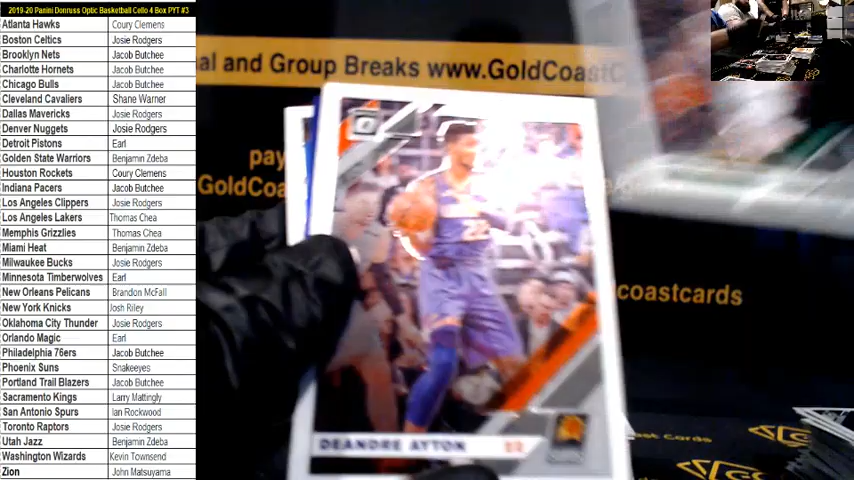 2019-20 Panini Donruss Optic Basketball Cello 4 Box PYT #3
Atlanta Hawks Coury Clemens
Boston Celtics Josie Rodgers
Brooklyn Nets Jacob Butchee
Charlotte Hornets Jacob Butchee
Chicago Bulls Jacob Butchee
Cleveland Cavaliers Shane Warner
Dallas Mavericks Josie Rodgers
Denver Nuggets Josie Rodgers
Detroit Pistons Earl
Golden State Warriors Benjamin Zdeba
Houston Rockets Coury Clemens
Indiana Pacers Jacob Butchee
Los Angeles Clippers Josie Rodgers
Los Angeles Lakers Thomas Chea
Memphis Grizzlies Thomas Chea
Miami Heat Benjamin Zdeba
Milwaukee Bucks Josie Rodgers
Minnesota Timberwolves Earl
New Orleans Pelicans Brandon McFall
New York Knicks Josh Riley
Oklahoma City Thunder Josie Rodgers
Orlando Magic Earl
Philadelphia 76ers Jacob Butchee
Phoenix Suns Snakeeyes
Portland Trail Blazers Jacob Butchee
Sacramento Kings Larry Mattingly
San Antonio Spurs Ian Rockwood
Toronto Raptors Josie Rodgers
Utah Jazz Benjamin Zdeba
Washington Wizards Kevin Townsend
Zion John Matsuyama
al and Group Breaks www.GoldCoastC
pay
GoldCoa
coastcards
22
DEANDRE AYTON
st Cards